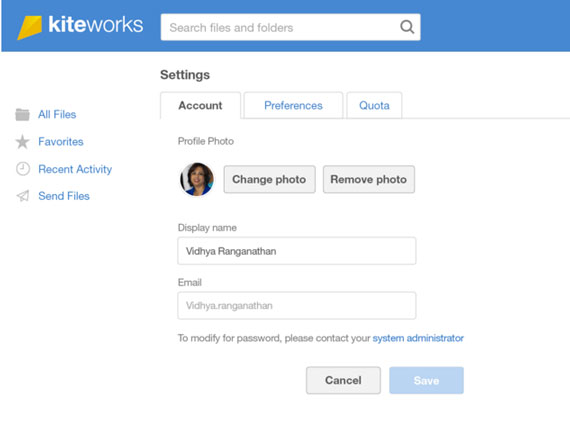 kiteworks
Search files and folders
Settings
Account
Preferences
Quota
All Files
Favorites
Recent Activity
Send Files
Profile Photo
Change photo
Remove photo
Display name
Vidhya Ranganathan
Email
Vidhya.ranganathan
To modify for password, please contact your system administrator
Cancel
Save